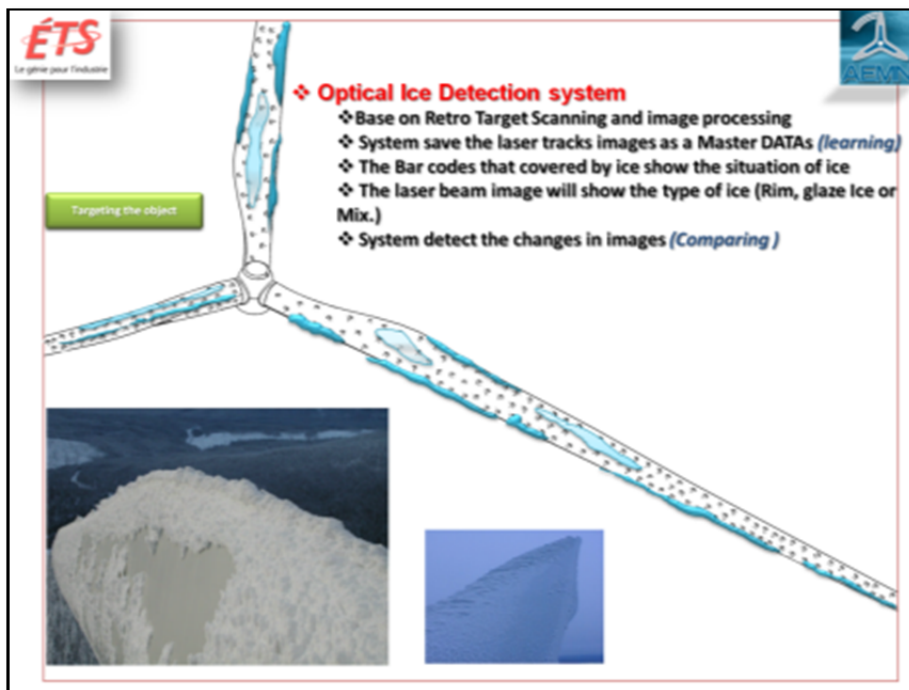 ÉTS
Le génie pour l'industrie
AEMN
❖ Optical Ice Detection system
❖Base on Retro Target Scanning and image processing
❖ System save the laser tracks images as a Master DATAs (learning)
❖ The Bar codes that covered by ice show the situation of ice
❖ The laser beam image will show the type of ice (Rim, glaze Ice or
Mix.)
❖ System detect the changes in images (Comparing )
Targeting the object